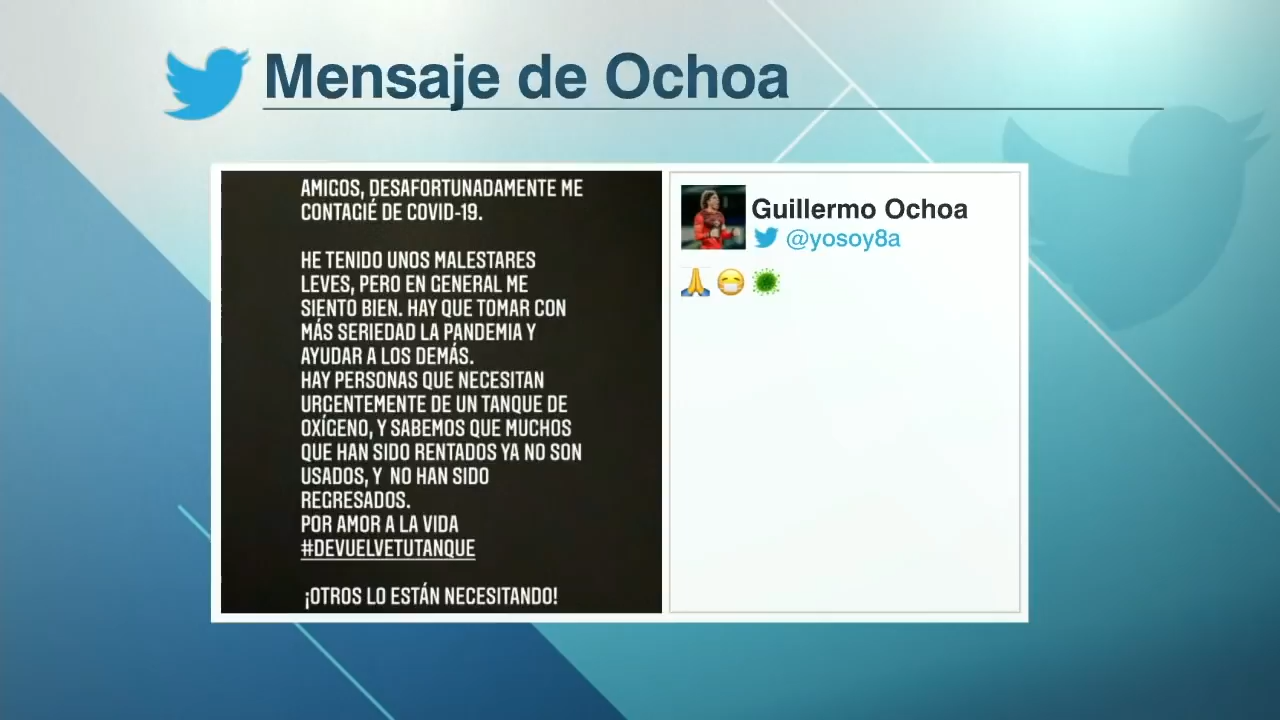 Mensaje de Ochoa
AMIGOS, DESAFORTUNADAMENTE ME
CONTAGIÉ DE COVID-19.
HE TENIDO UNOS MALESTARES
LEVES, PERO EN GENERAL ME
SIENTO BIEN. HAY QUE TOMAR CON
MÁS SERIEDAD LA PANDEMIA Y
AYUDAR A LOS DEMÁS.
HAY PERSONAS QUE NECESITAN
URGENTEMENTE DE UN TANQUE DE
OXÍGENO, Y SABEMOS QUE MUCHOS
QUE HAN SIDO RENTADOS YA NO SON
USADOS, Y NO HAN SIDO
REGRESADOS.
POR AMOR A LA VIDA
#DEVUELVETUTANQUE
¡OTROS LO ESTÁN NECESITANDO!
Guillermo Ochoa
@yosoy8a
🙏😷🦠